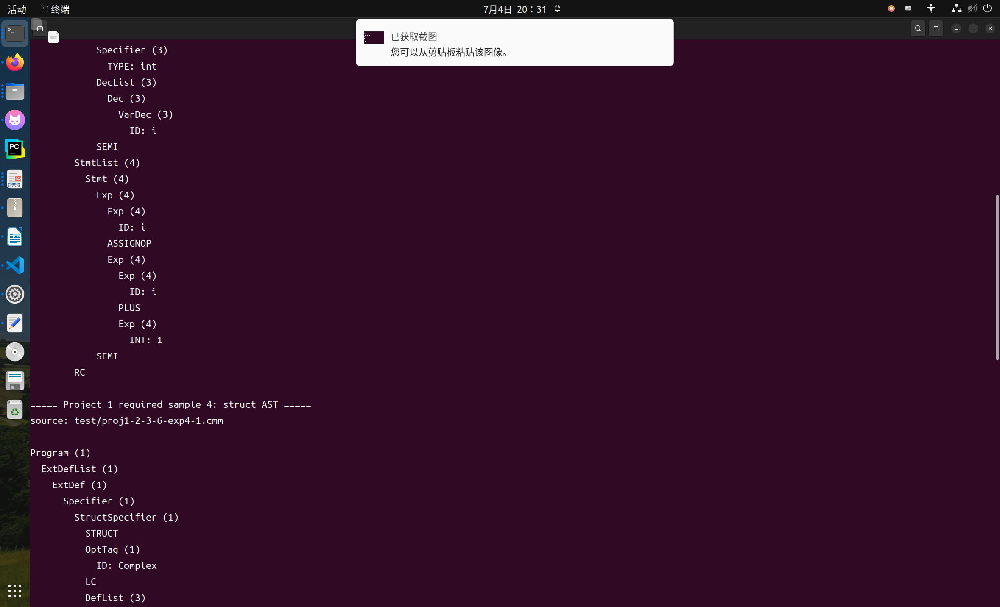 活动 终端 7月4日 20：31
已获取截图
您可以从剪贴板粘贴该图像。
Specifier (3)
TYPE: int
DecList (3)
Dec (3)
VarDec (3)
ID: i
SEMI
StmtList (4)
Stmt (4)
Exp (4)
Exp (4)
ID: i
ASSIGNOP
Exp (4)
Exp (4)
ID: i
PLUS
Exp (4)
INT: 1
SEMI
RC
===== Project_1 required sample 4: struct AST =====
source: test/proj1-2-3-6-exp4-1.cmm
Program (1)
ExtDefList (1)
ExtDef (1)
Specifier (1)
StructSpecifier (1)
STRUCT
OptTag (1)
ID: Complex
LC
DefList (3)
PC